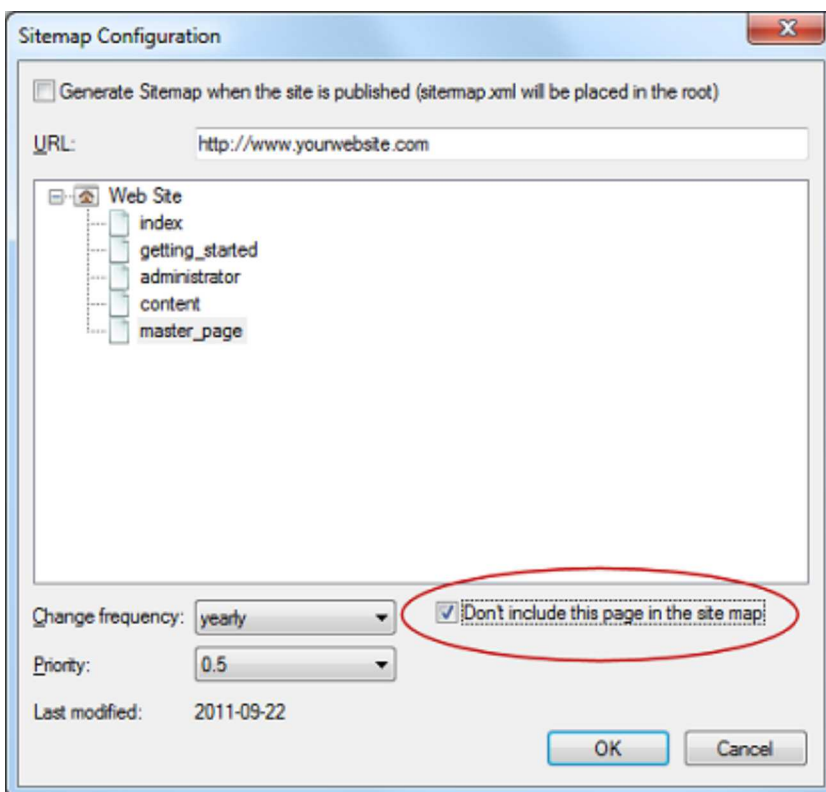 Sitemap Configuration
Generate Sitemap when the site is published (sitemap.xml will be placed in the root)
URL: http://www.yourwebsite.com
Web Site
index
getting_started
administrator
content
master_page
Change frequency: yearly Don't include this page in the site map
Priority: 0.5
Last modified: 2011-09-22
OK Cancel